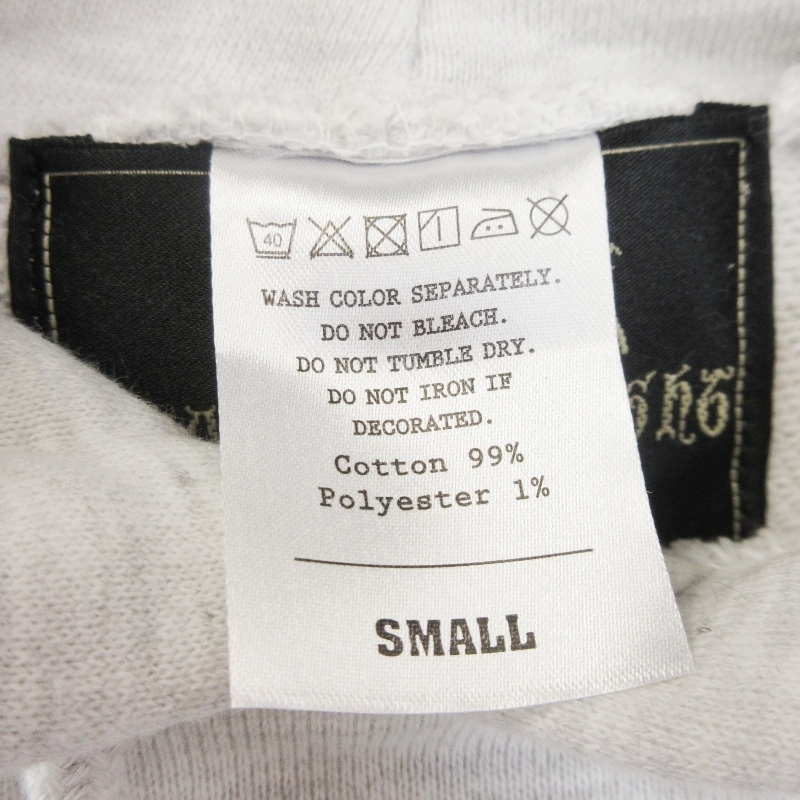 40
WASH COLOR SEPARATELY.
DO NOT BLEACH.
DO NOT TUMBLE DRY.
DO NOT IRON IF
DECORATED.
Cotton 99%
Polyester 1%
SMALL